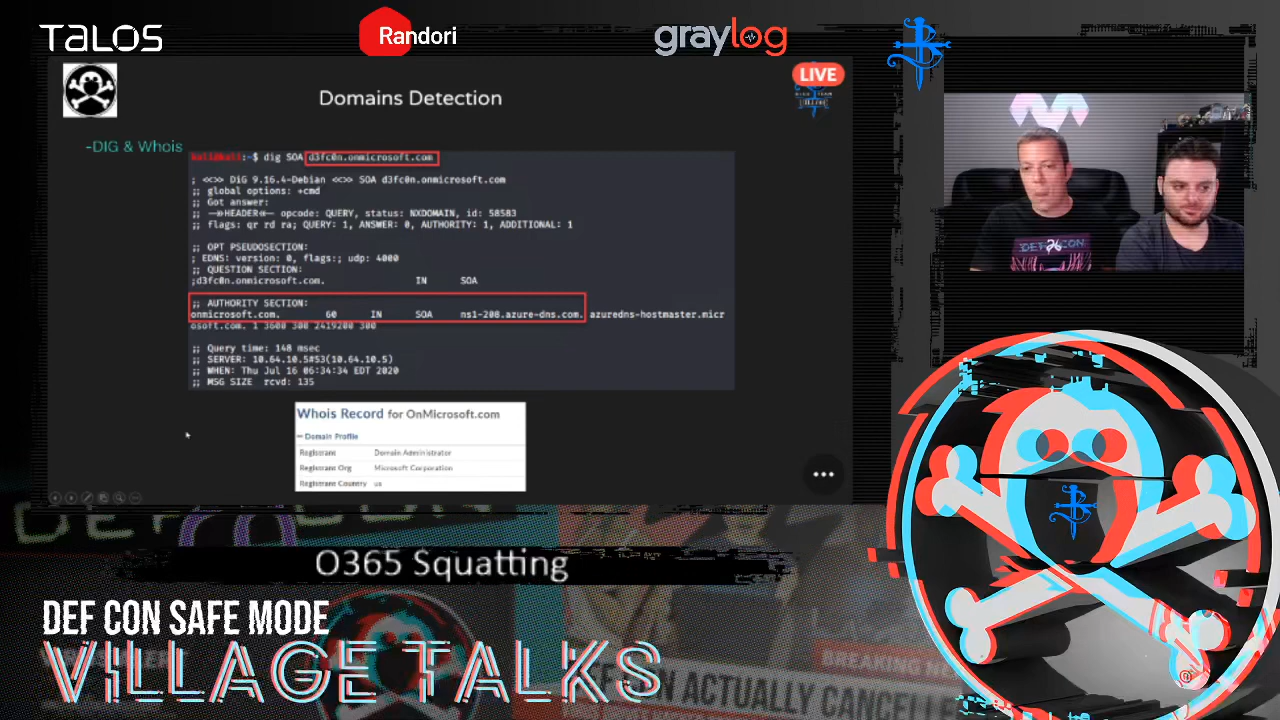 TALOS
Randori
graylog
LIVE
Domains Detection
-DIG & Whois
kali@kali:~$ dig SOA d3fc0n.onmicrosoft.com
; <<>> DiG 9.16.4-Debian <<>> SOA d3fc0n.onmicrosoft.com
;; global options: +cmd
;; Got answer:
;; ->>HEADER<<- opcode: QUERY, status: NXDOMAIN, id: 58583
;; flags: qr rd ra; QUERY: 1, ANSWER: 0, AUTHORITY: 1, ADDITIONAL: 1
;; OPT PSEUDOSECTION:
; EDNS: version: 0, flags:; udp: 4000
;; QUESTION SECTION:
;d3fc0n.onmicrosoft.com. IN SOA
;; AUTHORITY SECTION:
onmicrosoft.com. 60 IN SOA ns1-208.azure-dns.com. azuredns-hostmaster.micr
osoft.com. 1 3600 300 2419200 300
;; Query time: 148 msec
;; SERVER: 10.64.10.5#53(10.64.10.5)
;; WHEN: Thu Jul 16 06:34:34 EDT 2020
;; MSG SIZE rcvd: 135
Whois Record for OnMicrosoft.com
— Domain Profile
Registrant Domain Administrator
Registrant Org Microsoft Corporation
Registrant Country us
DEF CON
O365 Squatting
DEF CON SAFE MODE
VILLAGE TALKS
BREAKING NE
DEF CON ACTUALLY CANCELLE